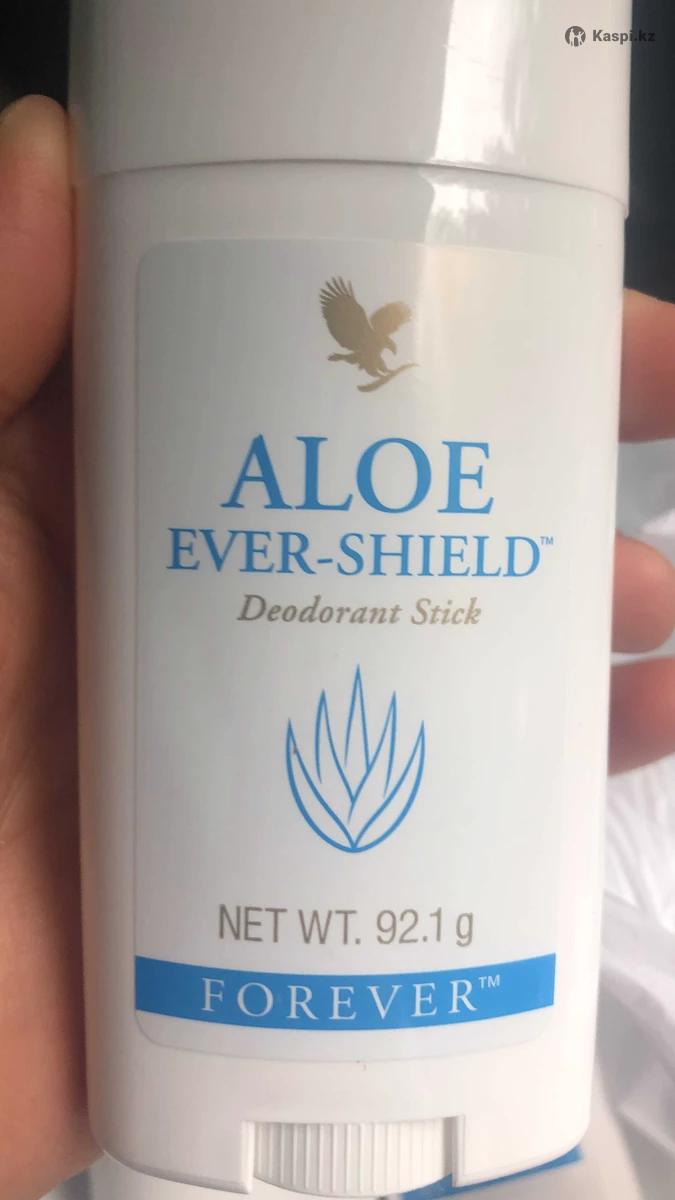 Kaspi.kz
ALOE
EVER-SHIELD™
Deodorant Stick
NET WT. 92.1 g
FOREVER™